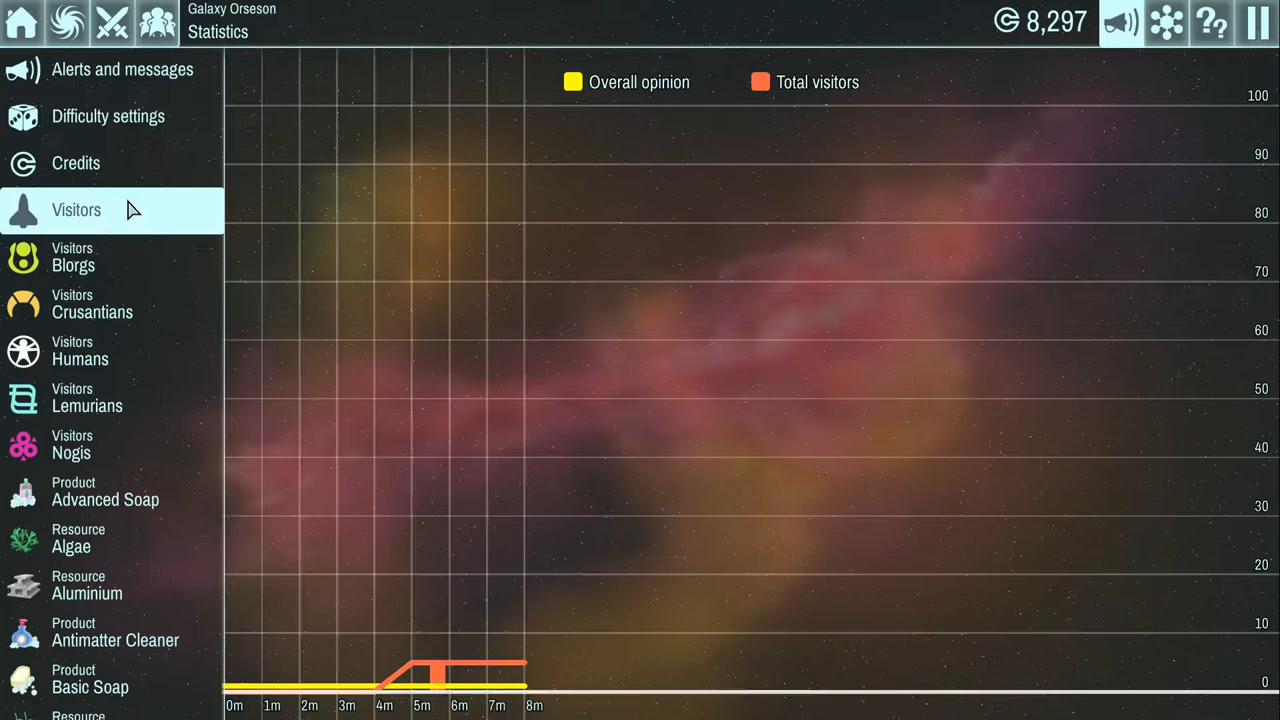 Galaxy Orseson
Statistics
8,297
Alerts and messages
Difficulty settings
Credits
Visitors
Visitors
Blorgs
Visitors
Crusantians
Visitors
Humans
Visitors
Lemurians
Visitors
Nogis
Product
Advanced Soap
Resource
Algae
Resource
Aluminium
Product
Antimatter Cleaner
Product
Basic Soap
Resource
Overall opinion
Total visitors
100
90
80
70
60
50
40
30
20
10
0
0m 1m 2m 3m 4m 5m 6m 7m 8m